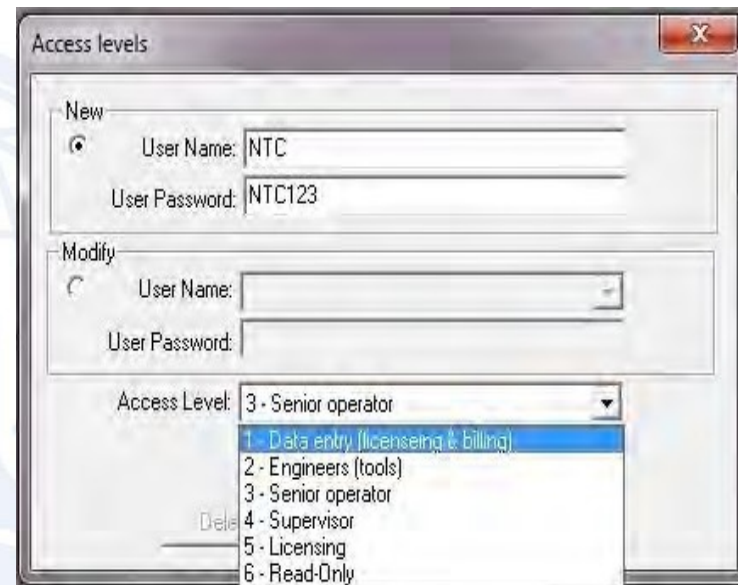 Access levels
x
New
User Name: NTC
User Password: NTC123
Modify
User Name:
User Password:
Access Level: 3 - Senior operator
1 - Data entry (licenseing & billing)
2 - Engineers (tools)
3 - Senior operator
4 - Supervisor
5 - Licensing
6 - Read-Only